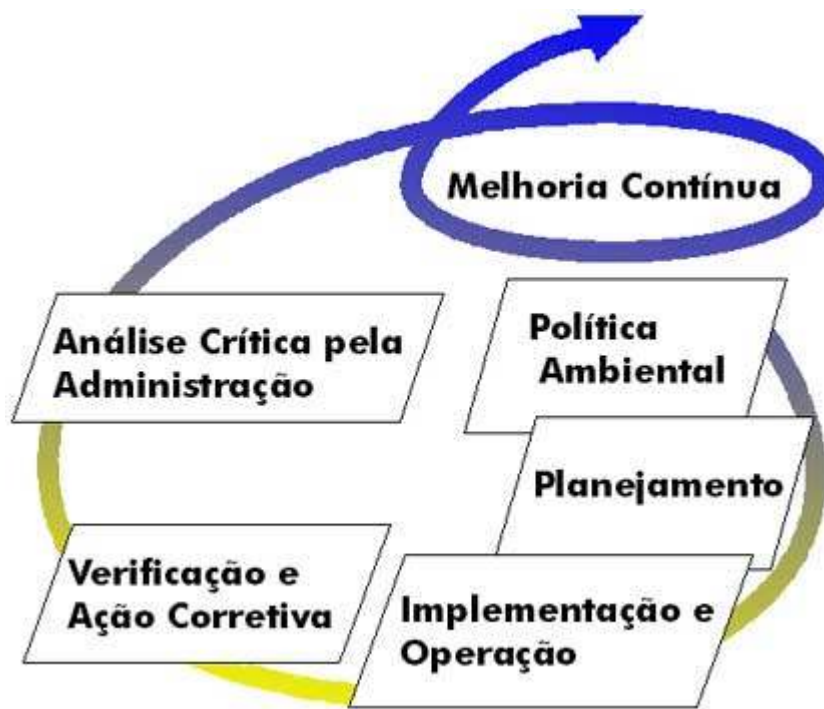 Melhoria Contínua
Política
Ambiental
Planejamento
Implementação e
Operação
Verificação e
Ação Corretiva
Análise Crítica pela
Administração